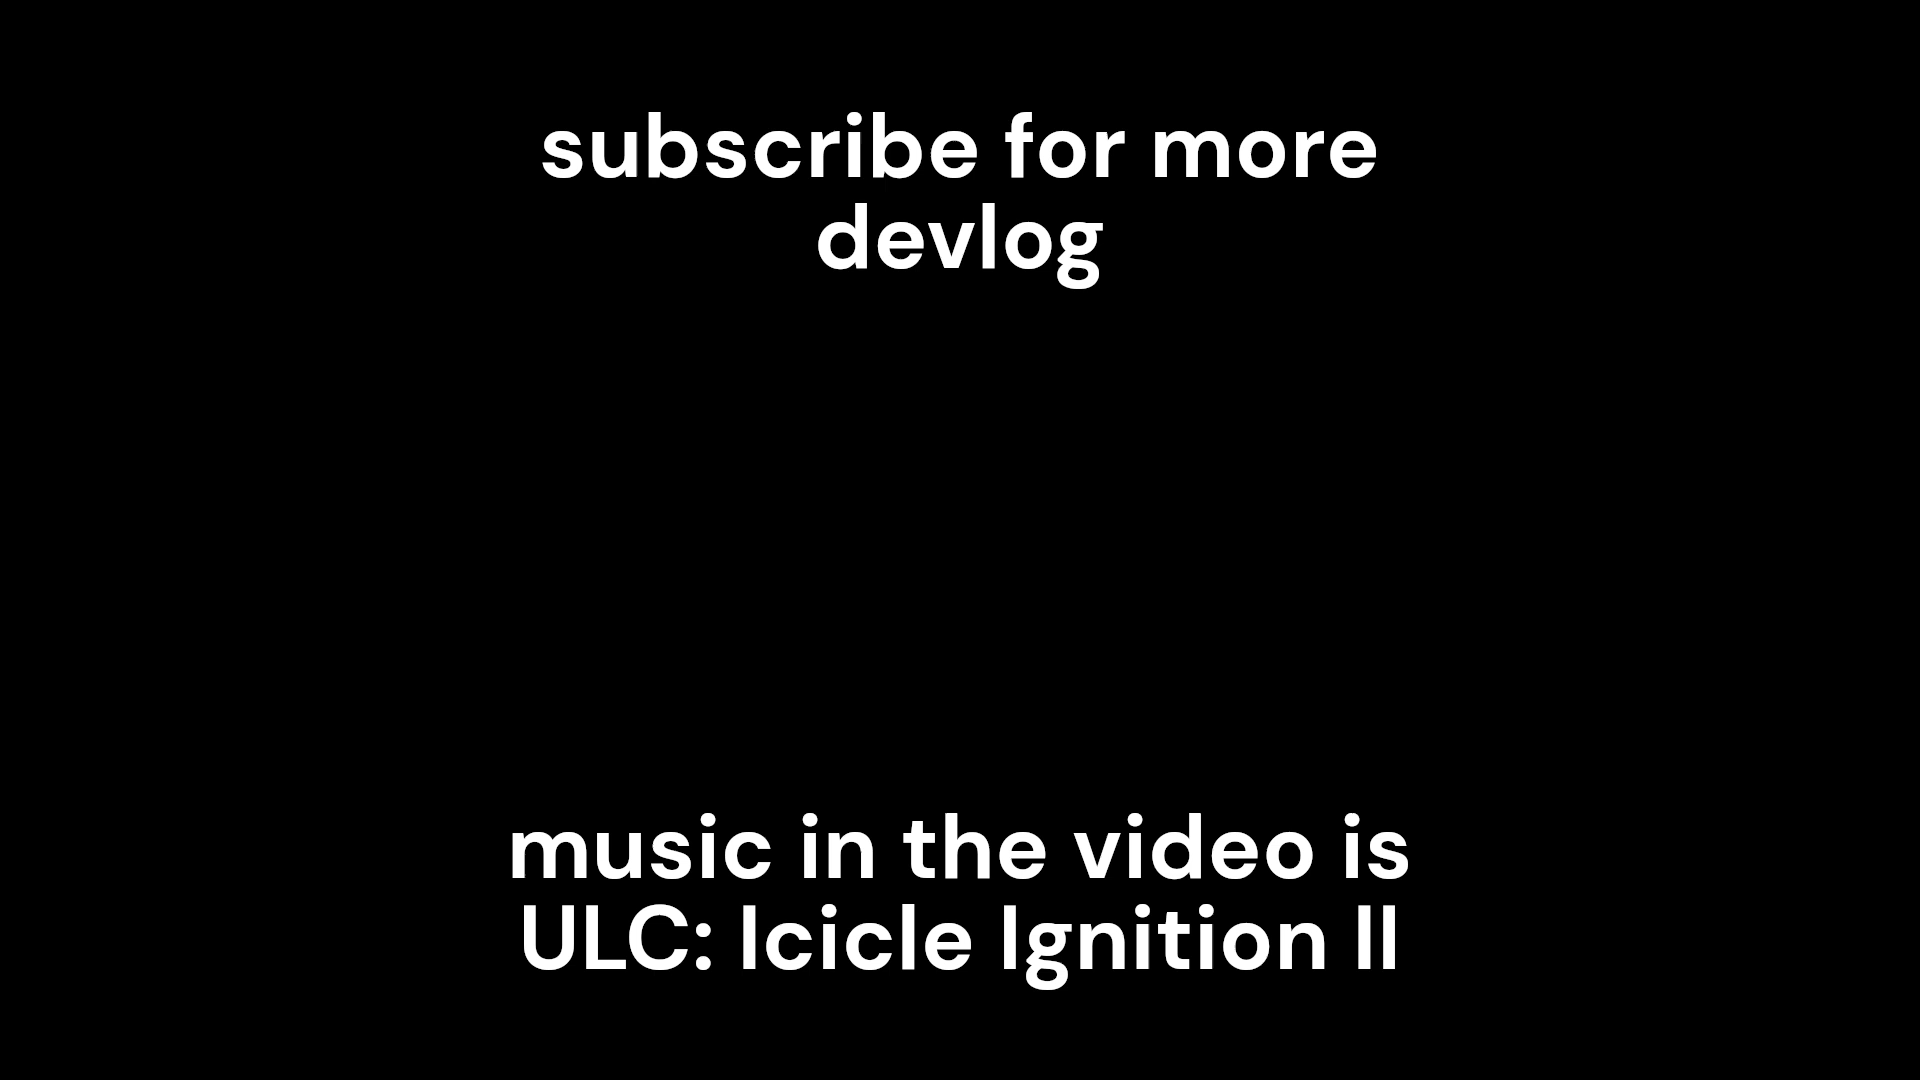 subscribe for more
devlog
music in the video is
ULC: Icicle Ignition II